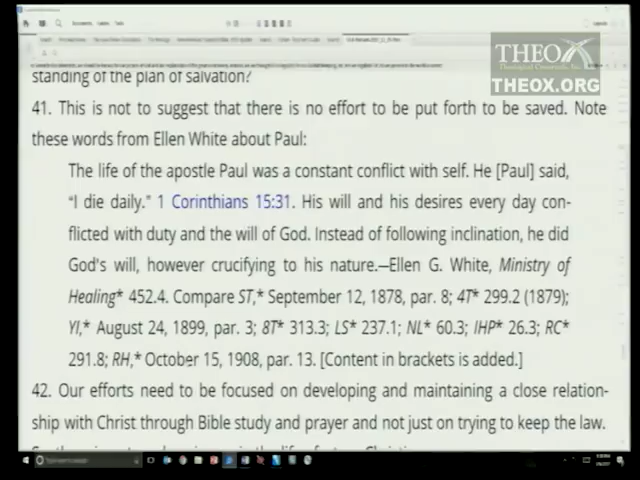 THEOX
THEOX.ORG
standing of the plan of salvation?
41. This is not to suggest that there is no effort to be put forth to be saved. Note
these words from Ellen White about Paul:
The life of the apostle Paul was a constant conflict with self. He [Paul] said,
"I die daily." 1 Corinthians 15:31. His will and his desires every day con-
flicted with duty and the will of God. Instead of following inclination, he did
God's will, however crucifying to his nature.—Ellen G. White, Ministry of
Healing* 452.4. Compare ST,* September 12, 1878, par. 8; 4T* 299.2 (1879);
YI,* August 24, 1899, par. 3; 8T* 313.3; LS* 237.1; NL* 60.3; IHP* 26.3; RC*
291.8; RH,* October 15, 1908, par. 13. [Content in brackets is added.]
42. Our efforts need to be focused on developing and maintaining a close relation-
ship with Christ through Bible study and prayer and not just on trying to keep the law.